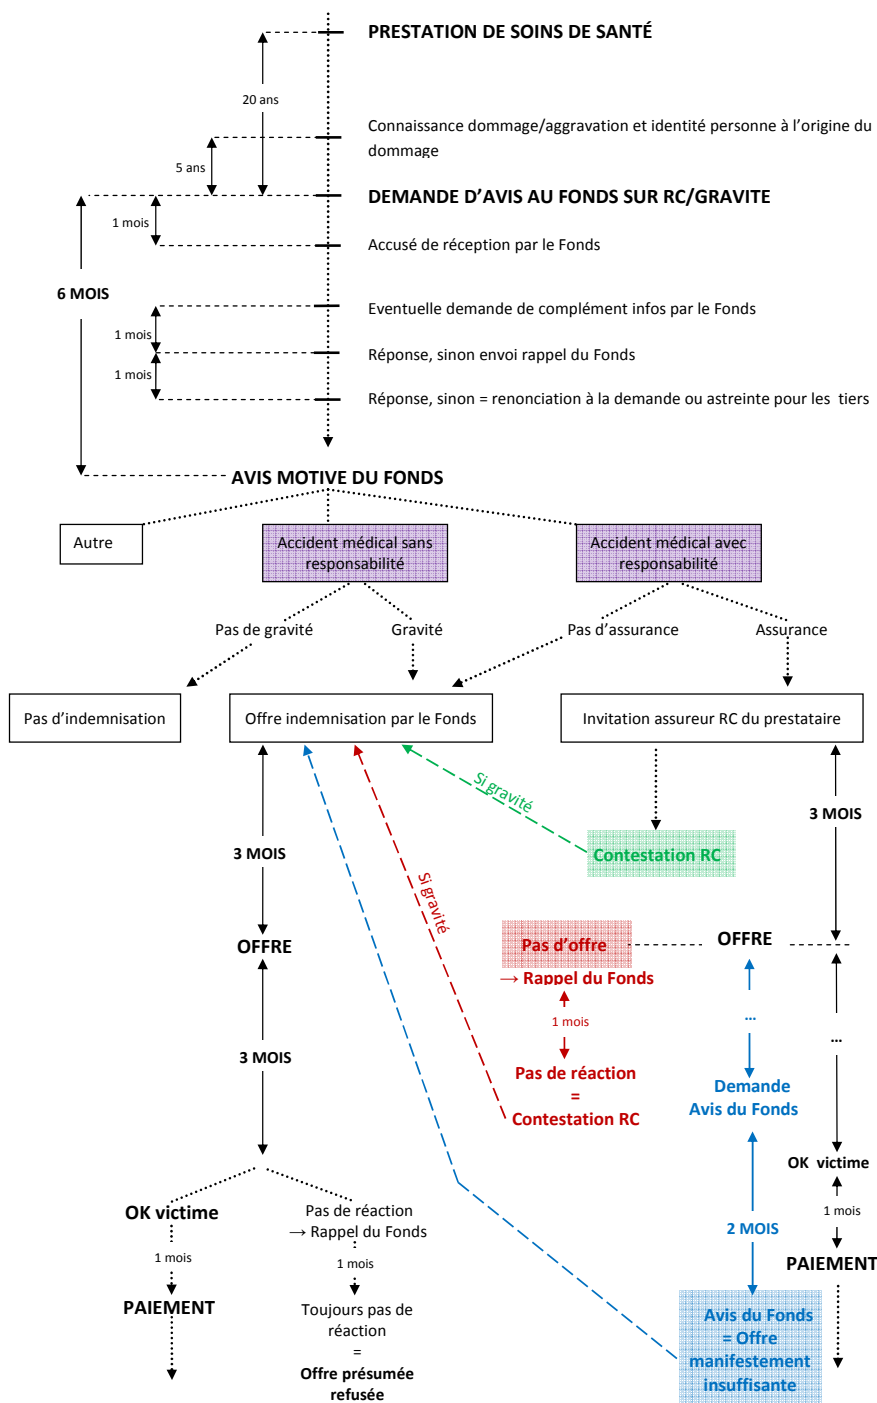 PRESTATION DE SOINS DE SANTÉ
20 ans
Connaissance dommage/aggravation et identité personne à l'origine du
dommage
5 ans
DEMANDE D'AVIS AU FONDS SUR RC/GRAVITE
1 mois
Accusé de réception par le Fonds
6 MOIS
Eventuelle demande de complément infos par le Fonds
1 mois
Réponse, sinon envoi rappel du Fonds
1 mois
Réponse, sinon = renonciation à la demande ou astreinte pour les tiers
AVIS MOTIVE DU FONDS
Autre
Accident médical sans
responsabilité
Accident médical avec
responsabilité
Pas de gravité
Gravité
Pas d'assurance
Assurance
Pas d'indemnisation
Offre indemnisation par le Fonds
Invitation assureur RC du prestataire
Si gravité
3 MOIS
Contestation RC
3 MOIS
Si gravité
OFFRE
Pas d'offre
OFFRE
→ Rappel du Fonds
1 mois
...
...
3 MOIS
Pas de réaction
=
Contestation RC
Demande
Avis du Fonds
OK victime
OK victime
Pas de réaction
→ Rappel du Fonds
1 mois
2 MOIS
1 mois
1 mois
PAIEMENT
PAIEMENT
Toujours pas de
réaction
=
Offre présumée
refusée
Avis du Fonds
= Offre
manifestement
insuffisante